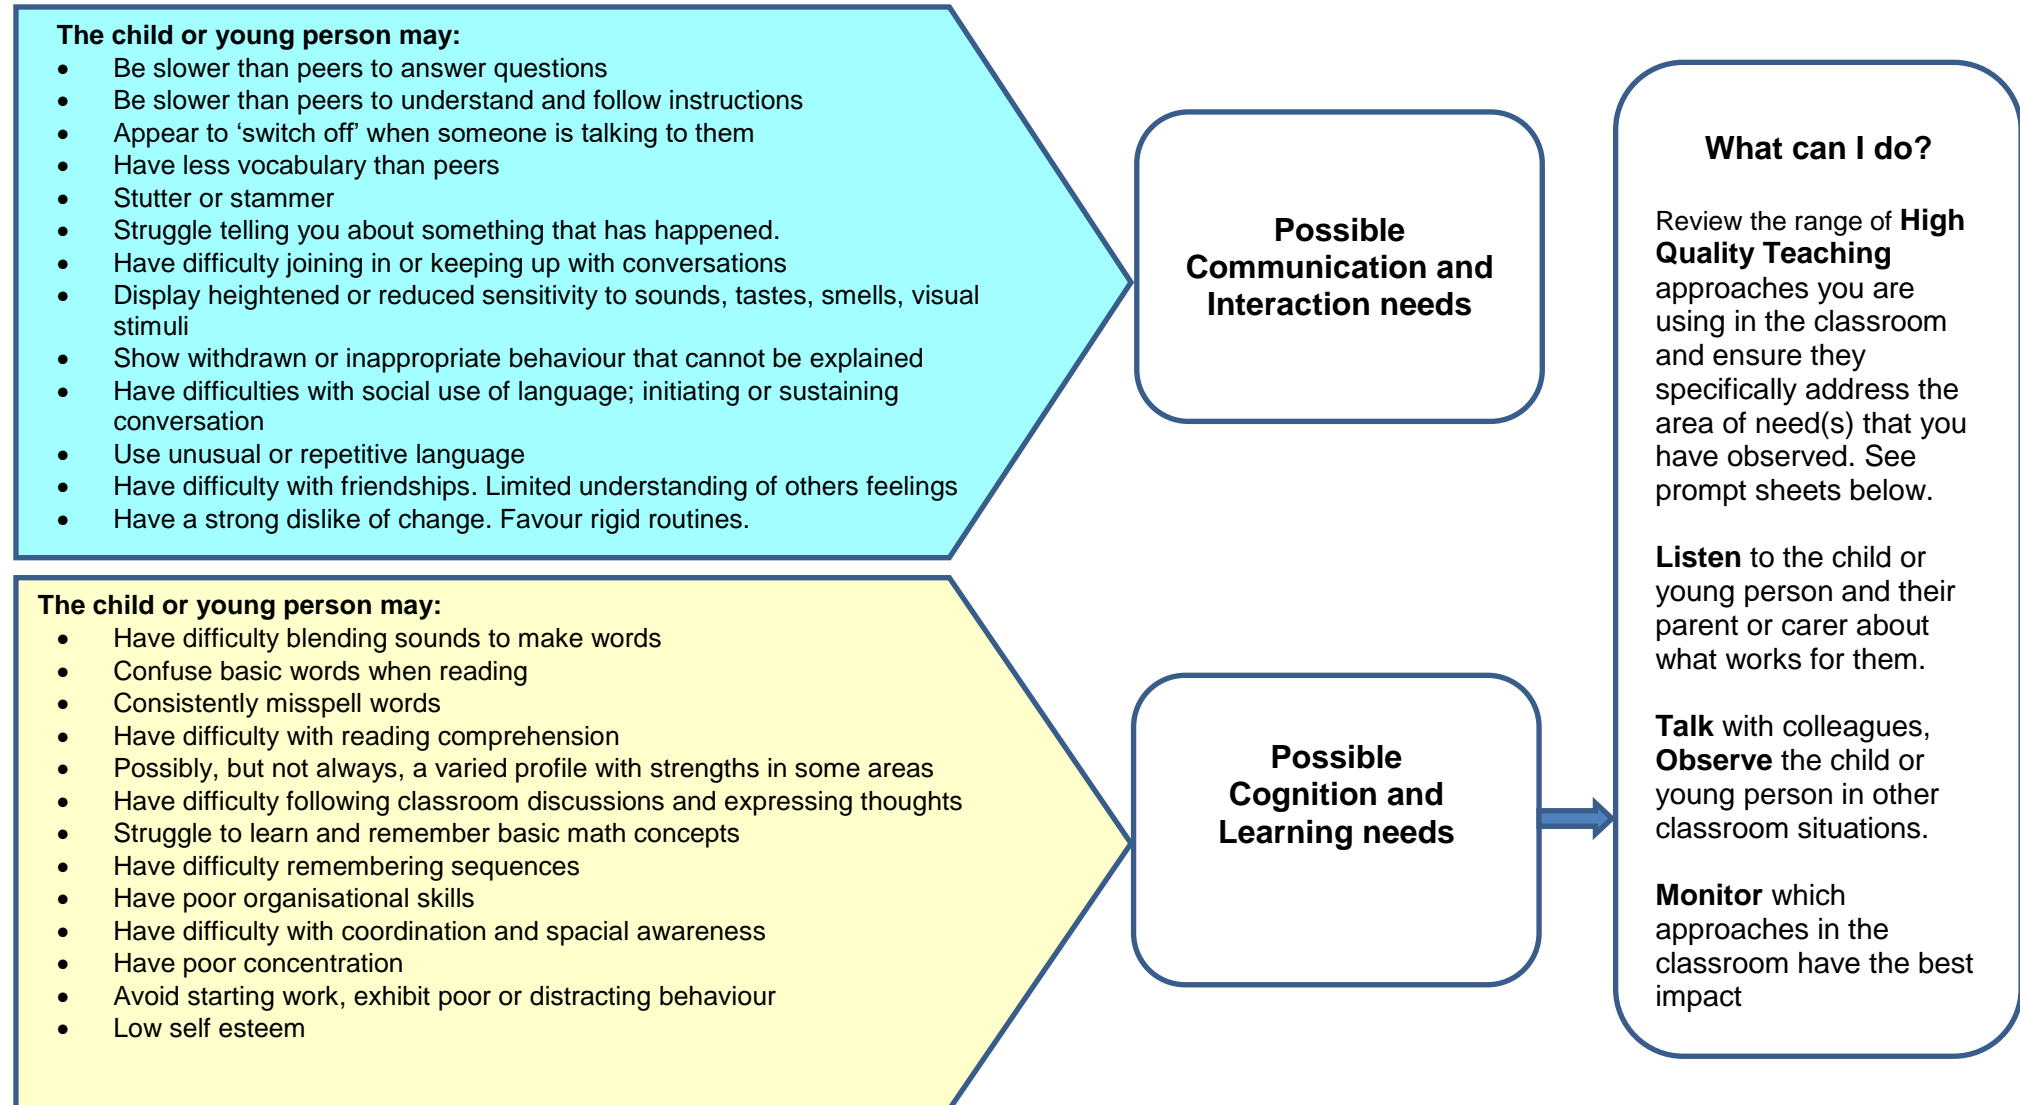 The child or young person may:
• Be slower than peers to answer questions
• Be slower than peers to understand and follow instructions
• Appear to ‘switch off’ when someone is talking to them
• Have less vocabulary than peers
• Stutter or stammer
• Struggle telling you about something that has happened.
• Have difficulty joining in or keeping up with conversations
• Display heightened or reduced sensitivity to sounds, tastes, smells, visual
stimuli
• Show withdrawn or inappropriate behaviour that cannot be explained
• Have difficulties with social use of language; initiating or sustaining
conversation
• Use unusual or repetitive language
• Have difficulty with friendships. Limited understanding of others feelings
• Have a strong dislike of change. Favour rigid routines.
Possible
Communication and
Interaction needs
The child or young person may:
• Have difficulty blending sounds to make words
• Confuse basic words when reading
• Consistently misspell words
• Have difficulty with reading comprehension
• Possibly, but not always, a varied profile with strengths in some areas
• Have difficulty following classroom discussions and expressing thoughts
• Struggle to learn and remember basic math concepts
• Have difficulty remembering sequences
• Have poor organisational skills
• Have difficulty with coordination and spacial awareness
• Have poor concentration
• Avoid starting work, exhibit poor or distracting behaviour
• Low self esteem
Possible
Cognition and
Learning needs
What can I do?
Review the range of High
Quality Teaching
approaches you are
using in the classroom
and ensure they
specifically address the
area of need(s) that you
have observed. See
prompt sheets below.
Listen to the child or
young person and their
parent or carer about
what works for them.
Talk with colleagues,
Observe the child or
young person in other
classroom situations.
Monitor which
approaches in the
classroom have the best
impact